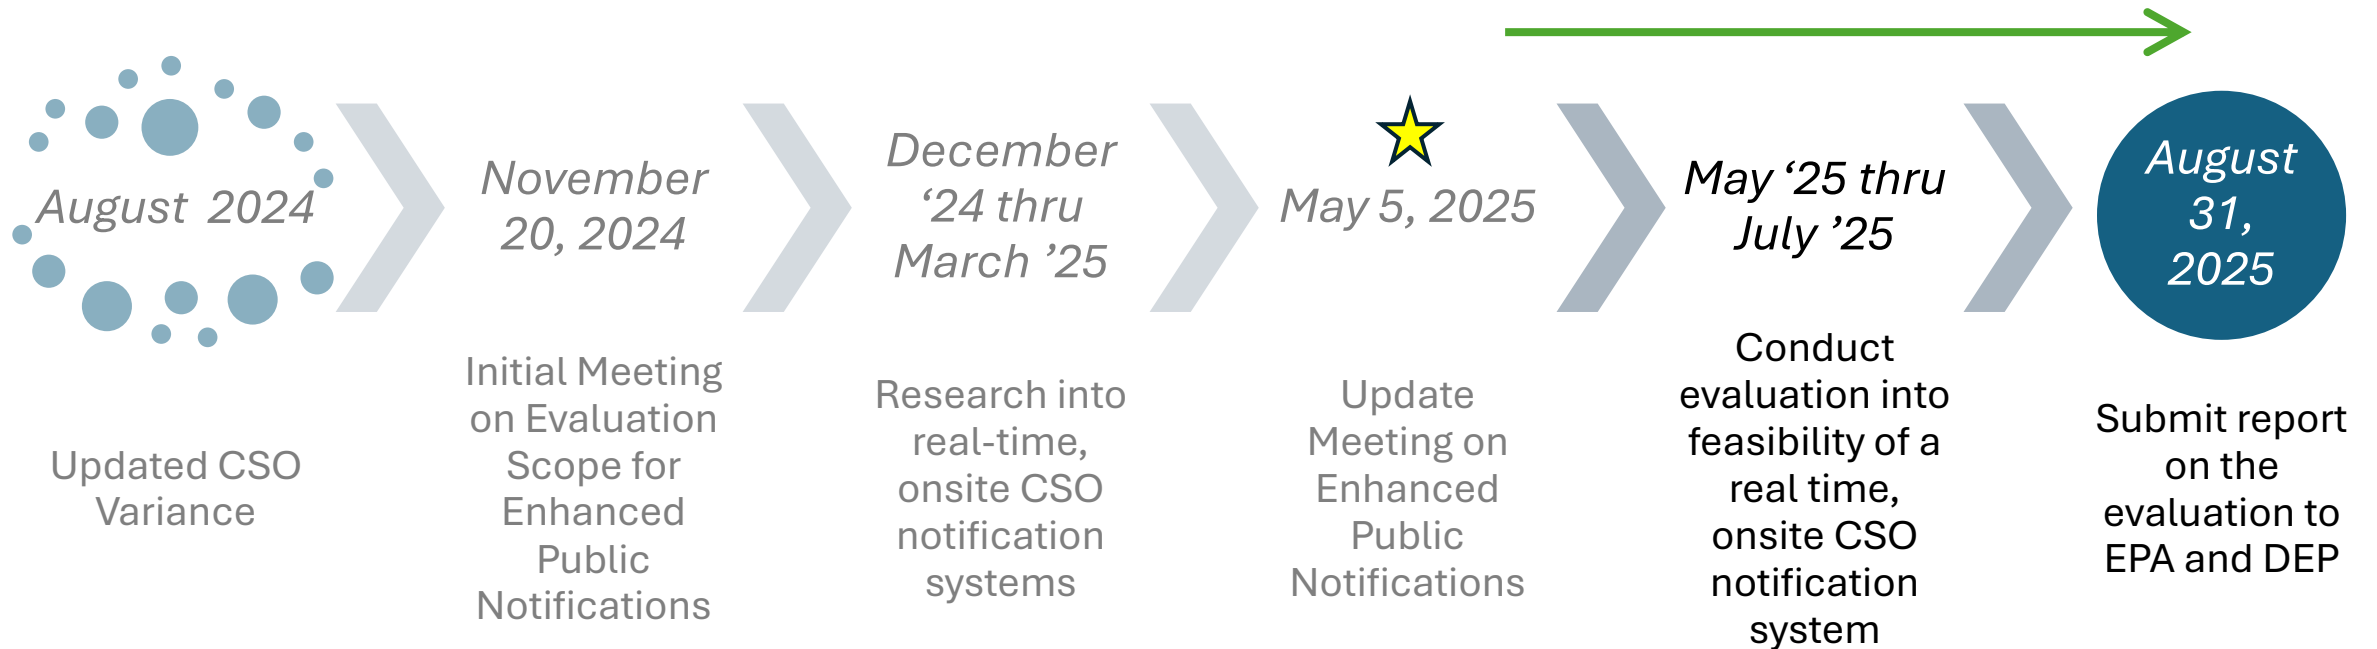 August 2024
Updated CSO
Variance
November
20, 2024
Initial Meeting
on Evaluation
Scope for
Enhanced
Public
Notifications
December
‘24 thru
March ’25
Research into
real-time,
onsite CSO
notification
systems
May 5, 2025
Update
Meeting on
Enhanced
Public
Notifications
May ‘25 thru
July ’25
Conduct
evaluation into
feasibility of a
real time,
onsite CSO
notification
system
August
31,
2025
Submit report
on the
evaluation to
EPA and DEP